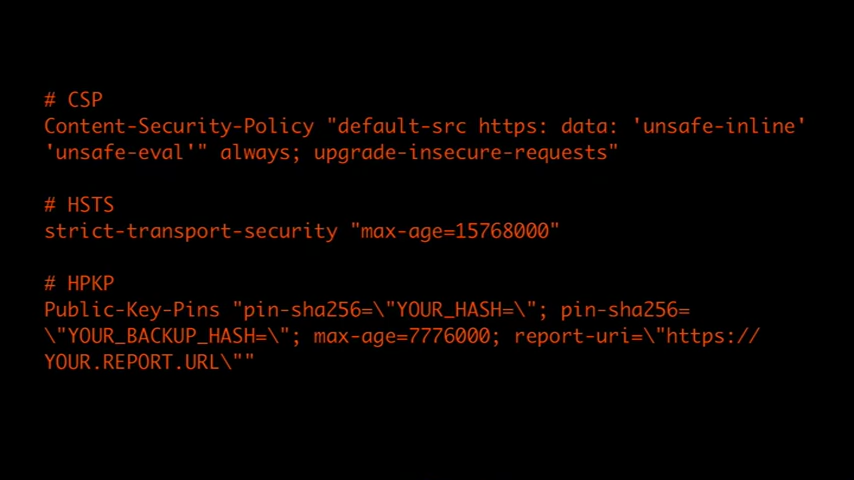 # CSP
Content-Security-Policy "default-src https: data: 'unsafe-inline'
'unsafe-eval'" always; upgrade-insecure-requests"
# HSTS
strict-transport-security "max-age=15768000"
# HPKP
Public-Key-Pins "pin-sha256=\"YOUR_HASH=\"; pin-sha256=
\"YOUR_BACKUP_HASH=\"; max-age=7776000; report-uri=\"https://
YOUR.REPORT.URL\""